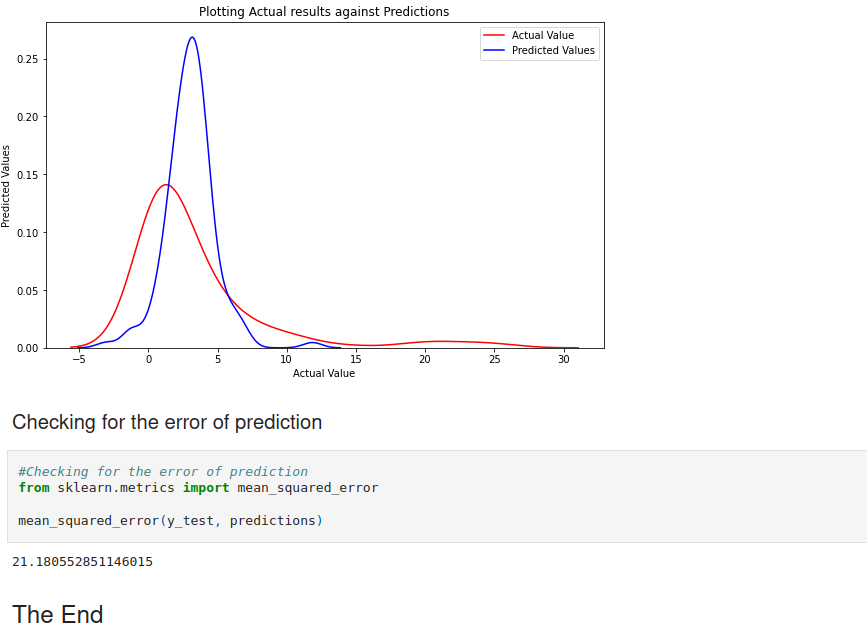 Plotting Actual results against Predictions
Actual Value
Predicted Values
Predicted Values
0.25
0.20
0.15
0.10
0.05
0.00
−5 0 5 10 15 20 25 30
Actual Value
Checking for the error of prediction
#Checking for the error of prediction
from sklearn.metrics import mean_squared_error
mean_squared_error(y_test, predictions)
21.180552851146015
The End